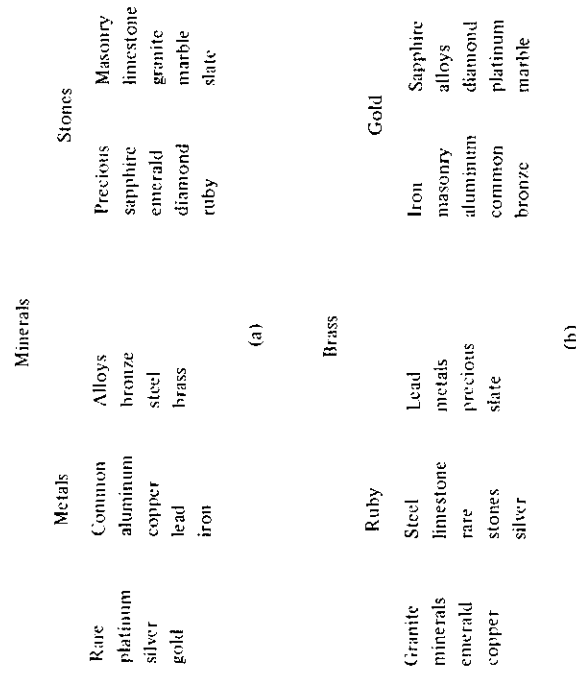 Minerals
Metals Stones
Rare Common Alloys Precious Masonry
platinum aluminum bronze sapphire limestone
silver copper steel emerald granite
gold lead brass diamond marble
iron ruby slate
(a)
Brass
Ruby Gold
Granite Steel Lead Iron Sapphire
minerals limestone metals masonry alloys
emerald rare precious aluminum diamond
copper stones slate common platinum
silver bronze marble
(b)